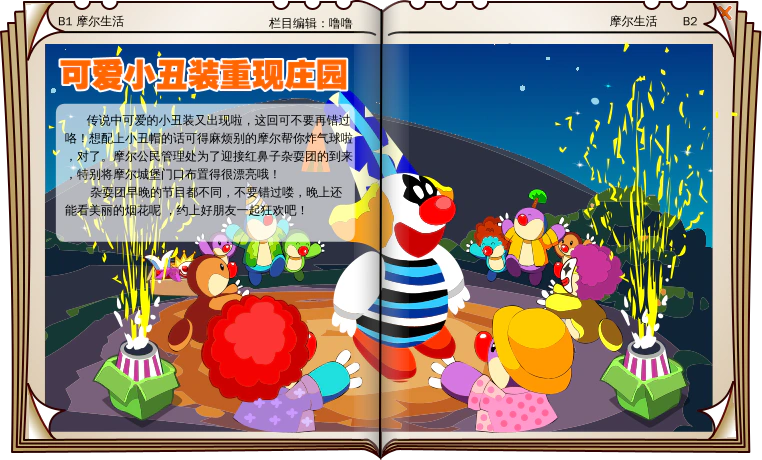 B1 摩尔生活
栏目编辑：噜噜
摩尔生活 B2
可爱小丑装重现庄园
传说中可爱的小丑装又出现啦，这回可不要再错过
咯！想配上小丑帽的话可得麻烦别的摩尔帮你炸气球啦
，对了。摩尔公民管理处为了迎接红鼻子杂耍团的到来
，特别将摩尔城堡门口布置得很漂亮哦！
杂耍团早晚的节目都不同，不要错过喽，晚上还
能看美丽的烟花呢 ，约上好朋友一起狂欢吧！